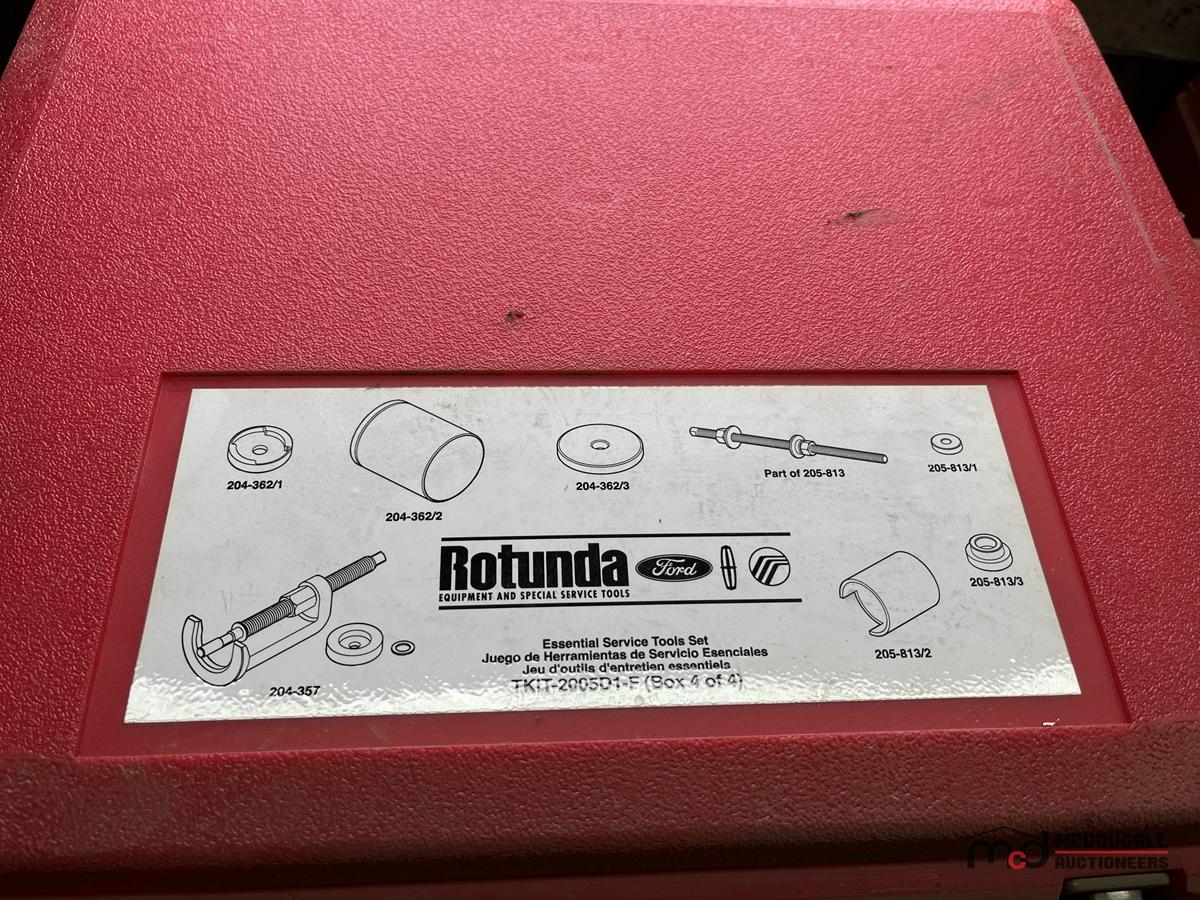 204-362/1
204-362/2
204-362/3
Part of 205-813
205-813/1
Rotunda
EQUIPMENT AND SPECIAL SERVICE TOOLS
Ford
205-813/3
205-813/2
204-357
Essential Service Tools Set
Juego de Herramientas de Servicio Esenciales
Jeu d'outils d'entretien essentiels
TKIT-2005D1-F (Box 4 of 4)
mcd
MCDOUGALL
AUCTIONEERS